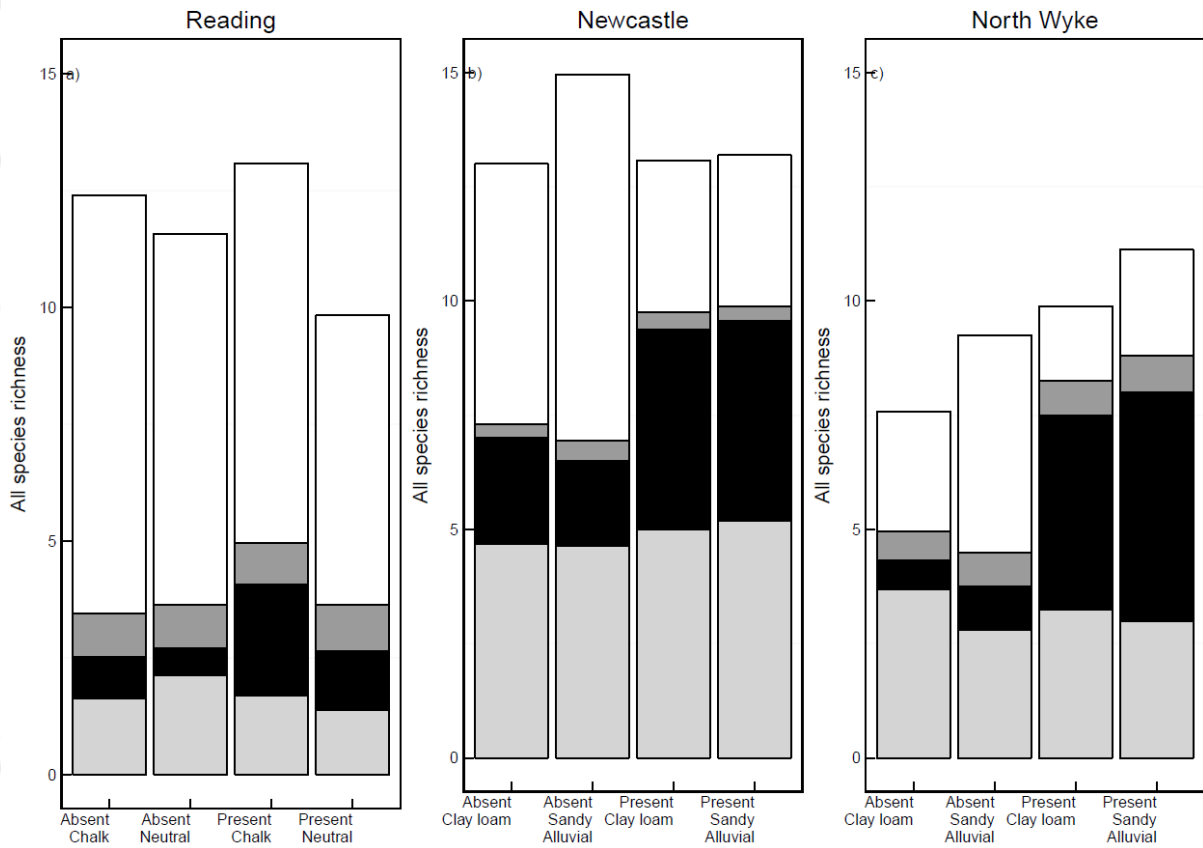 Reading
Newcastle
North Wyke
All species richness
15
a)
10
5
0
Absent Chalk
Absent Neutral
Present Chalk
Present Neutral
All species richness
15
b)
10
5
0
Absent Clay loam
Absent Sandy Alluvial
Present Clay loam
Present Sandy Alluvial
All species richness
15
c)
10
5
0
Absent Clay loam
Absent Sandy Alluvial
Present Clay loam
Present Sandy Alluvial